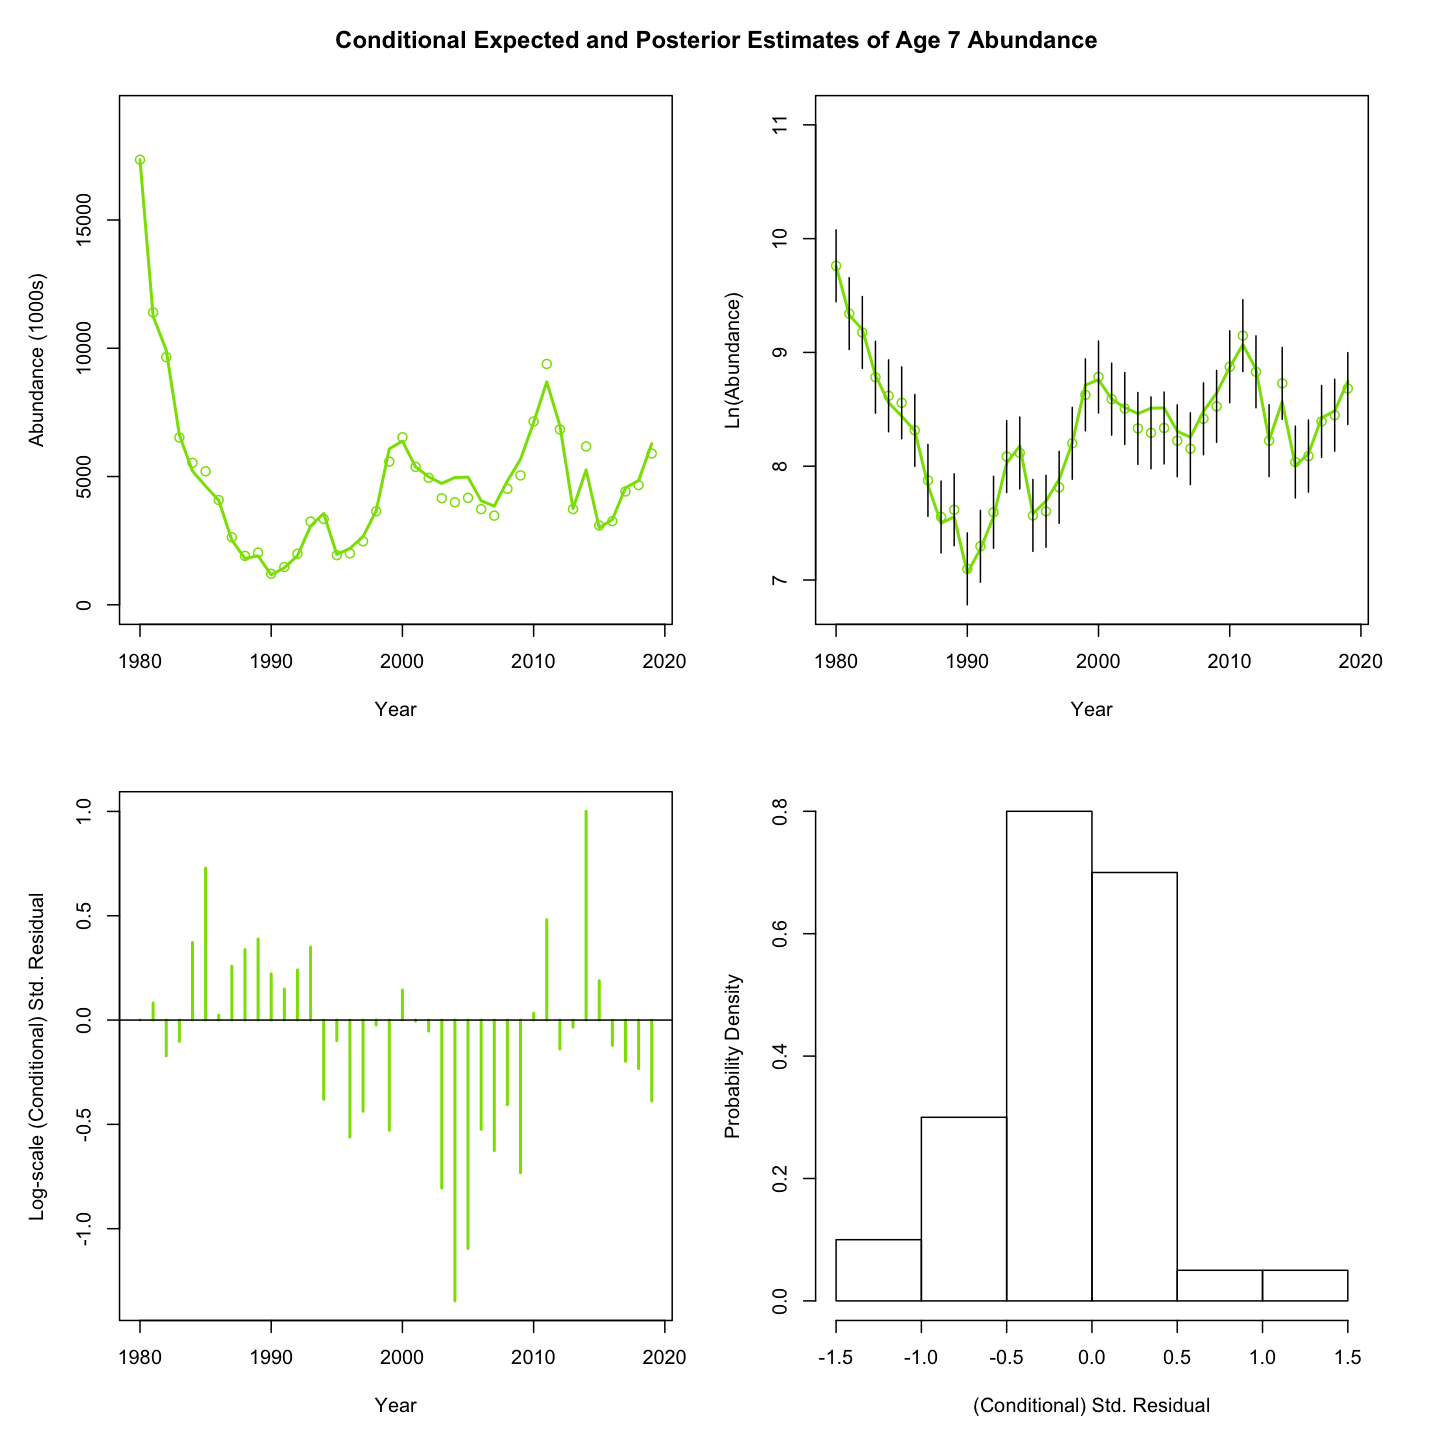 Conditional Expected and Posterior Estimates of Age 7 Abundance
Abundance (1000s)
15000
10000
5000
0
1980 1990 2000 2010 2020
Year
Ln(Abundance)
11
10
9
8
7
1980 1990 2000 2010 2020
Year
Log-scale (Conditional) Std. Residual
1.0
0.5
0.0
-0.5
-1.0
1980 1990 2000 2010 2020
Year
Probability Density
0.8
0.6
0.4
0.2
0.0
-1.5 -1.0 -0.5 0.0 0.5 1.0 1.5
(Conditional) Std. Residual